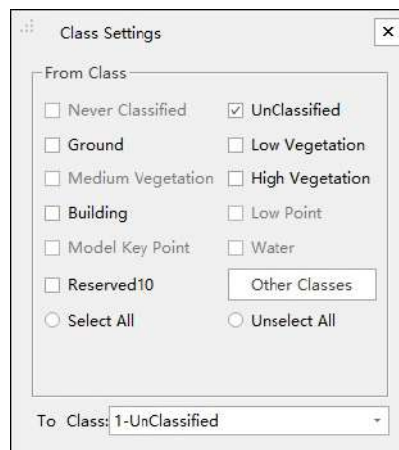 Class Settings
From Class
Never Classified UnClassified
Ground Low Vegetation
Medium Vegetation High Vegetation
Building Low Point
Model Key Point Water
Reserved10 Other Classes
Select All Unselect All
To Class: 1-UnClassified